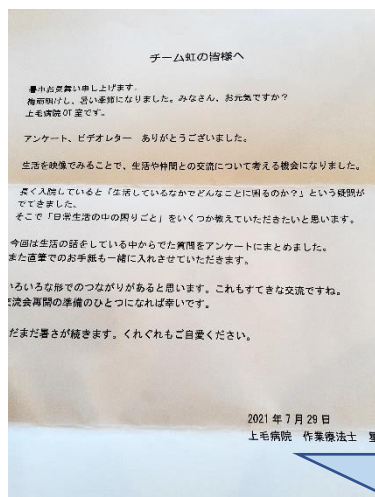 チーム虹の皆様へ
暑中お見舞い申し上げます.
梅雨明けし、暑い季節になりました。みなさん、お元気ですか？
上毛病院OT室です。
アンケート、ビデオレター　ありがとうございました。
生活を映像でみることで、生活や仲間との交流について考える機会になりました。
長く入院していると「生活しているなかでどんなことに困るのか？」という疑問が
でてきました。
そこで「日常生活の中の困りごと」をいくつか教えていただきたいと思います。
今回は生活の話をしている中からでた質問をアンケートにまとめました。
また直筆でのお手紙も一緒に入れさせていただきます。
いろいろな形でのつながりがあると思います。これもすてきな交流ですね。
交流会再開の準備のひとつになれば幸いです。
だまだ暑さが続きます。くれぐれもご自愛ください。
2021年7月29日
上毛病院　作業療法士